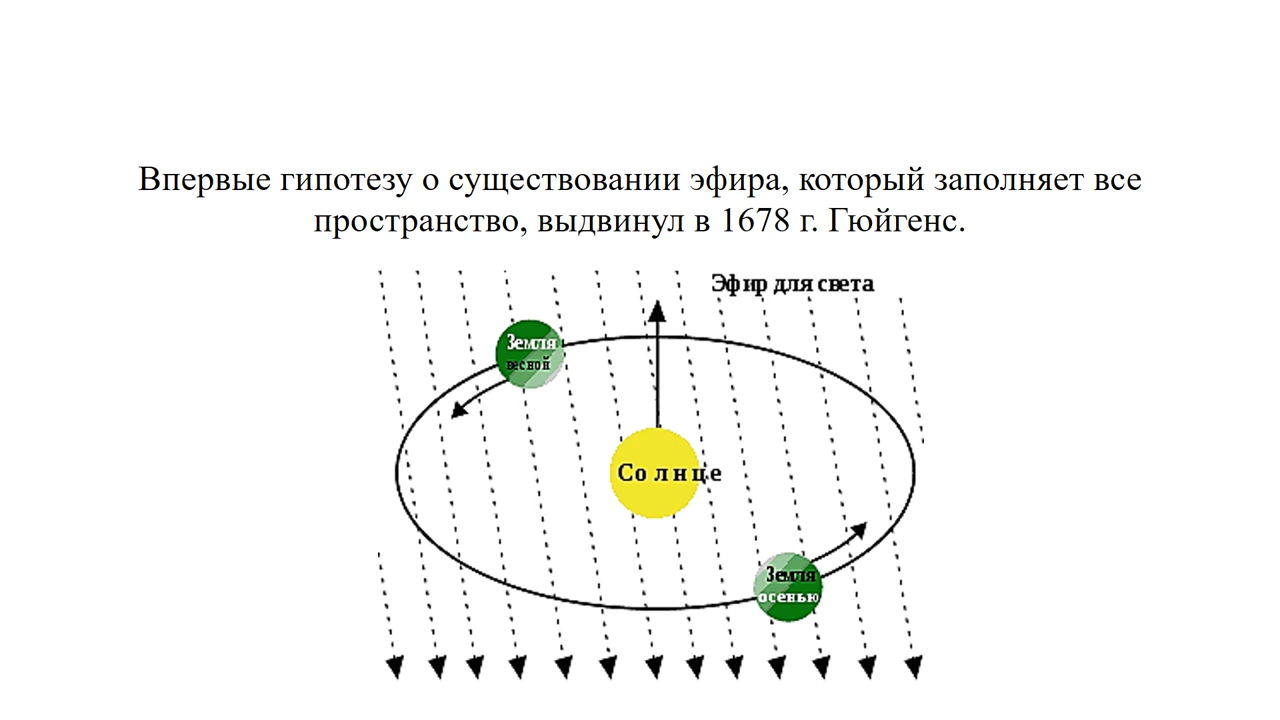 Впервые гипотезу о существовании эфира, который заполняет все
пространство, выдвинул в 1678 г. Гюйгенс.
Эфир для света
Земля
весной
Солнце
Земля
осенью